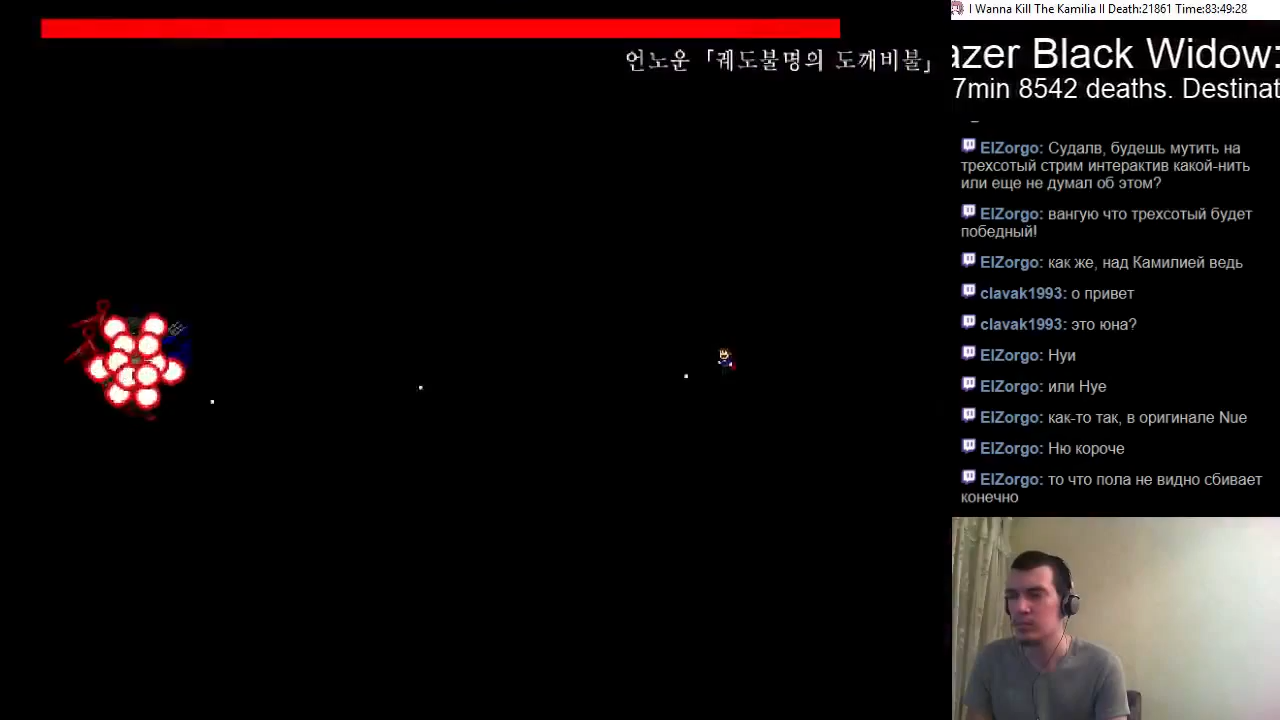 I Wanna Kill The Kamilia II Death:21861 Time:83:49:28
언노운「궤도불명의 도깨비불」
azer Black Widow:
7min 8542 deaths. Destinat
ElZorgo: Судалв, будешь мутить на
трехсотый стрим интерактив какой-нить
или еще не думал об этом?
ElZorgo: вангую что трехсотый будет
победный!
ElZorgo: как же, над Камилией ведь
clavak1993: о привет
clavak1993: это юна?
ElZorgo: Нуи
ElZorgo: или Нуе
ElZorgo: как-то так, в оригинале Nue
ElZorgo: Ню короче
ElZorgo: то что пола не видно сбивает
конечно